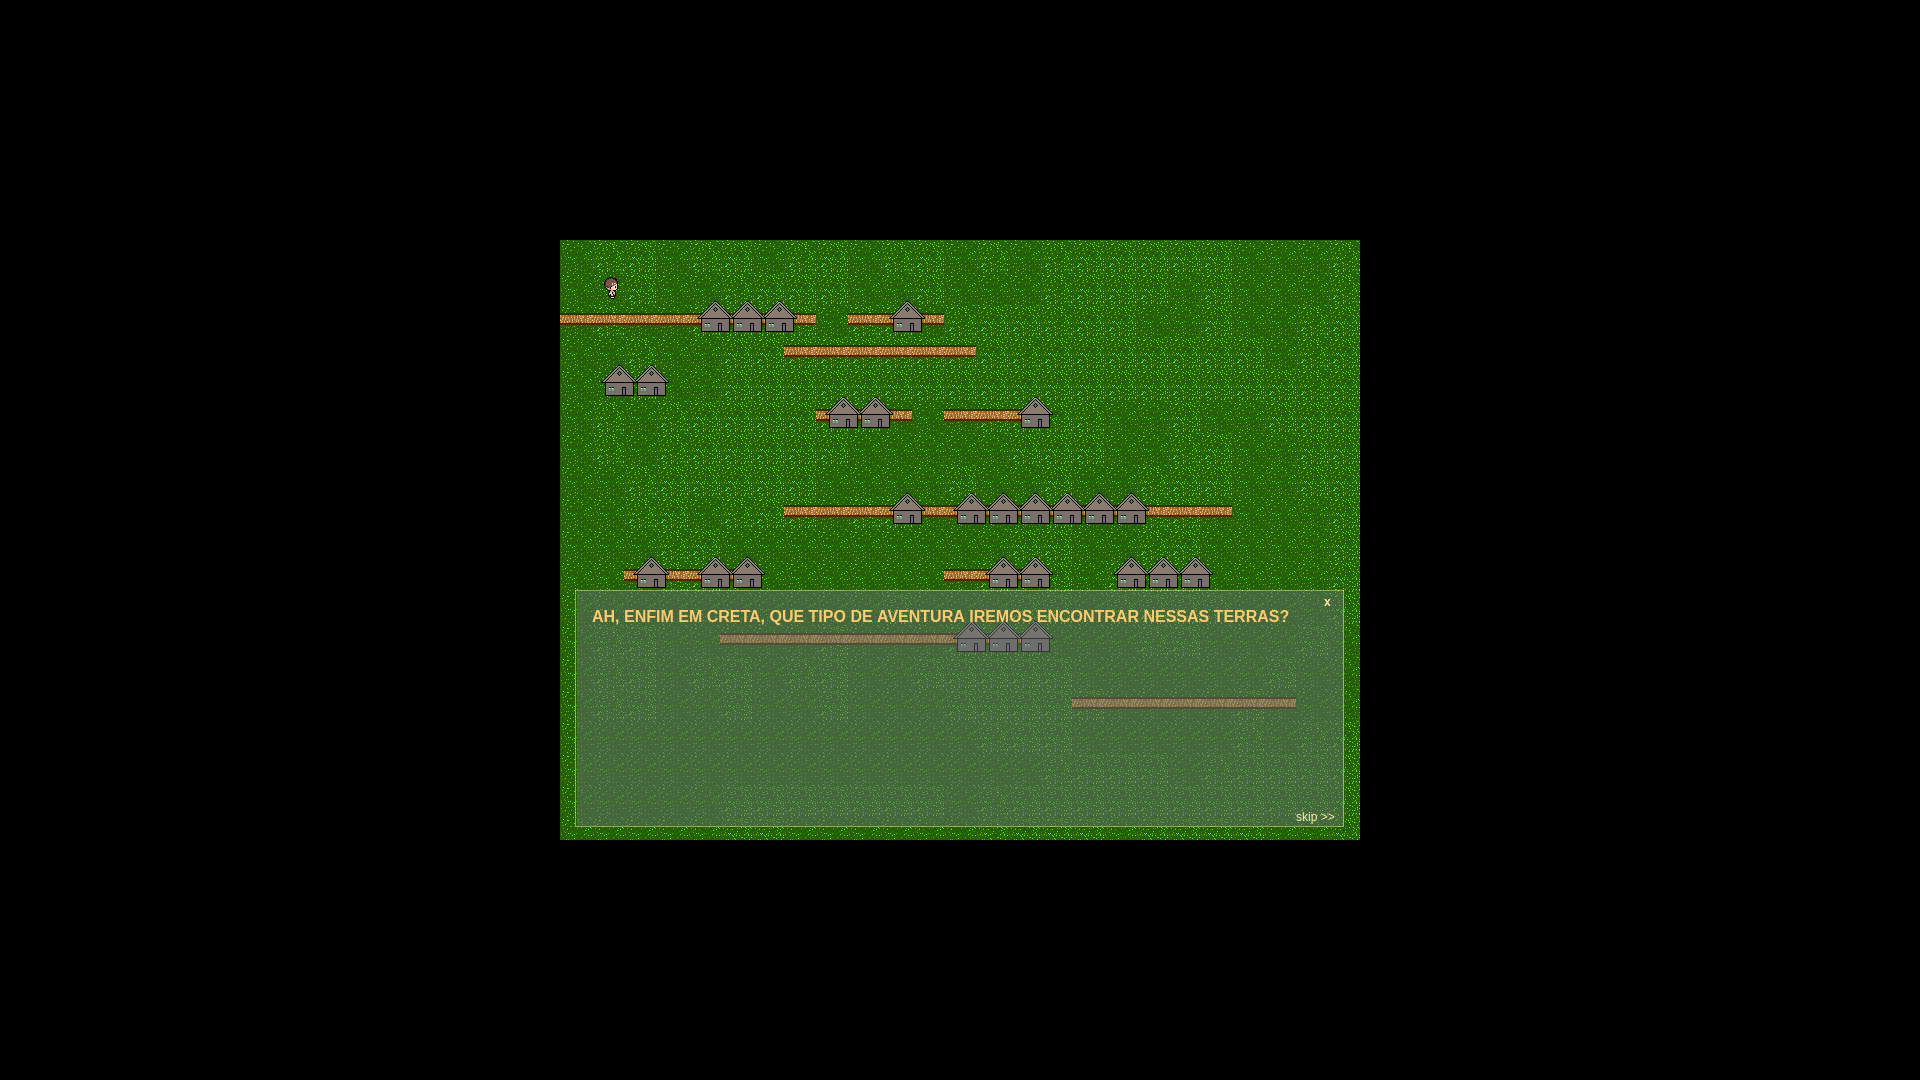 x
AH, ENFIM EM CRETA, QUE TIPO DE AVENTURA IREMOS ENCONTRAR NESSAS TERRAS?
skip >>